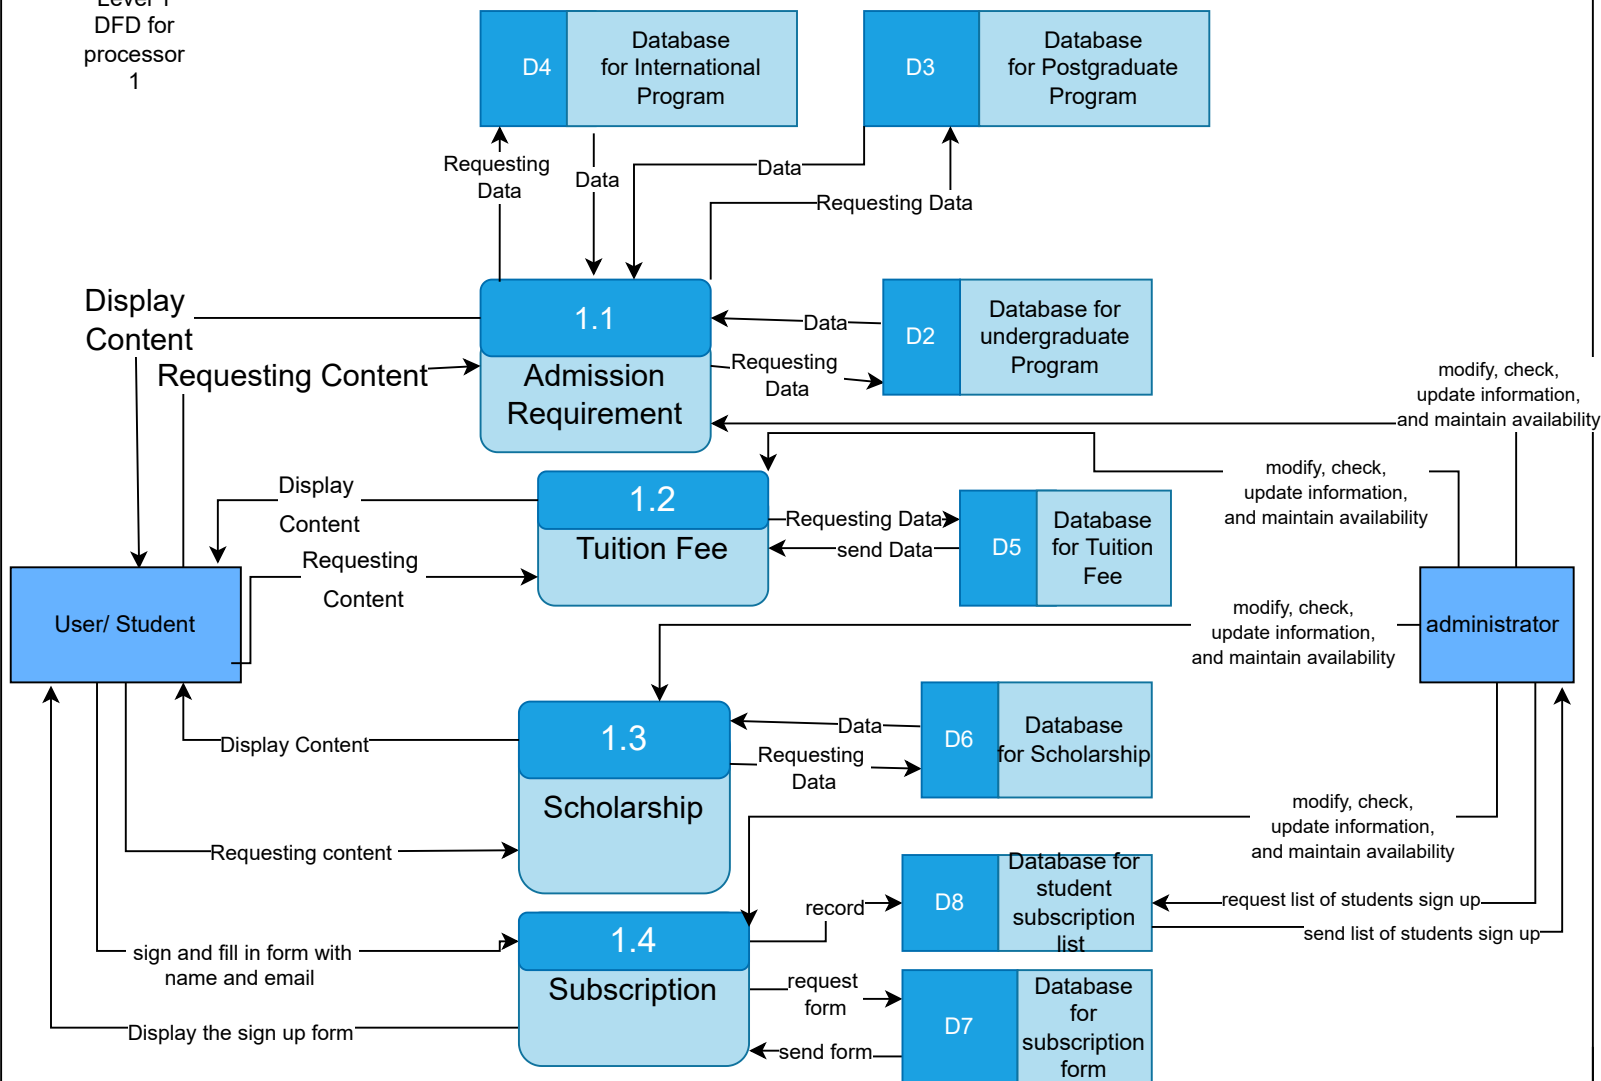 Level 1
DFD for
processor
1
D4
Database
for International
Program
D3
Database
for Postgraduate
Program
Requesting
Data
Data
Data
Requesting Data
Display
Content
Requesting Content
1.1
Admission
Requirement
Data
Requesting
Data
D2
Database for
undergraduate
Program
modify, check,
update information,
and maintain availability
Display
Content
Requesting
Content
1.2
Tuition Fee
Requesting Data
send Data
D5
Database
for Tuition
Fee
modify, check,
update information,
and maintain availability
User/ Student
administrator
modify, check,
update information,
and maintain availability
Display Content
Requesting content
1.3
Scholarship
Data
Requesting
Data
D6
Database
for Scholarship
modify, check,
update information,
and maintain availability
sign and fill in form with
name and email
Display the sign up form
1.4
Subscription
record
request
form
send form
D8
Database for
student
subscription
list
request list of students sign up
send list of students sign up
D7
Database
for
subscription
form